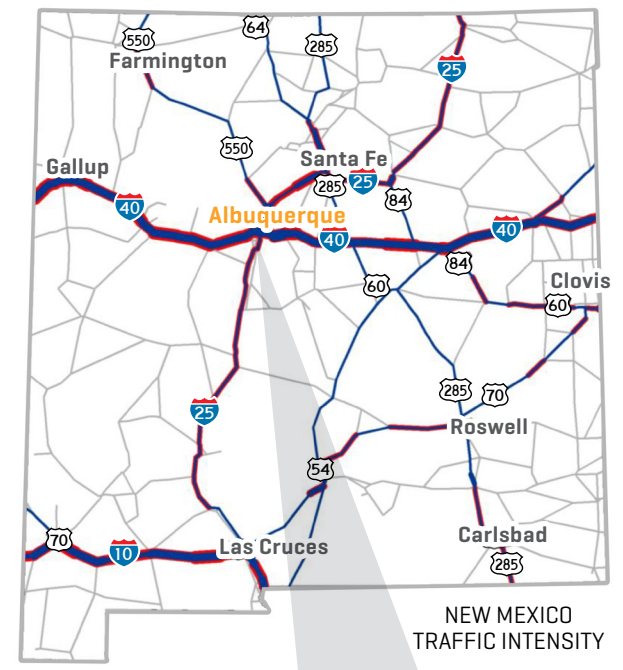 64
550
285
Farmington
25
550
Santa Fe
Gallup
285
25
84
40
Albuquerque
40
40
84
Clovis
60
60
285
70
25
Roswell
54
Carlsbad
70
10
Las Cruces
285
NEW MEXICO
TRAFFIC INTENSITY